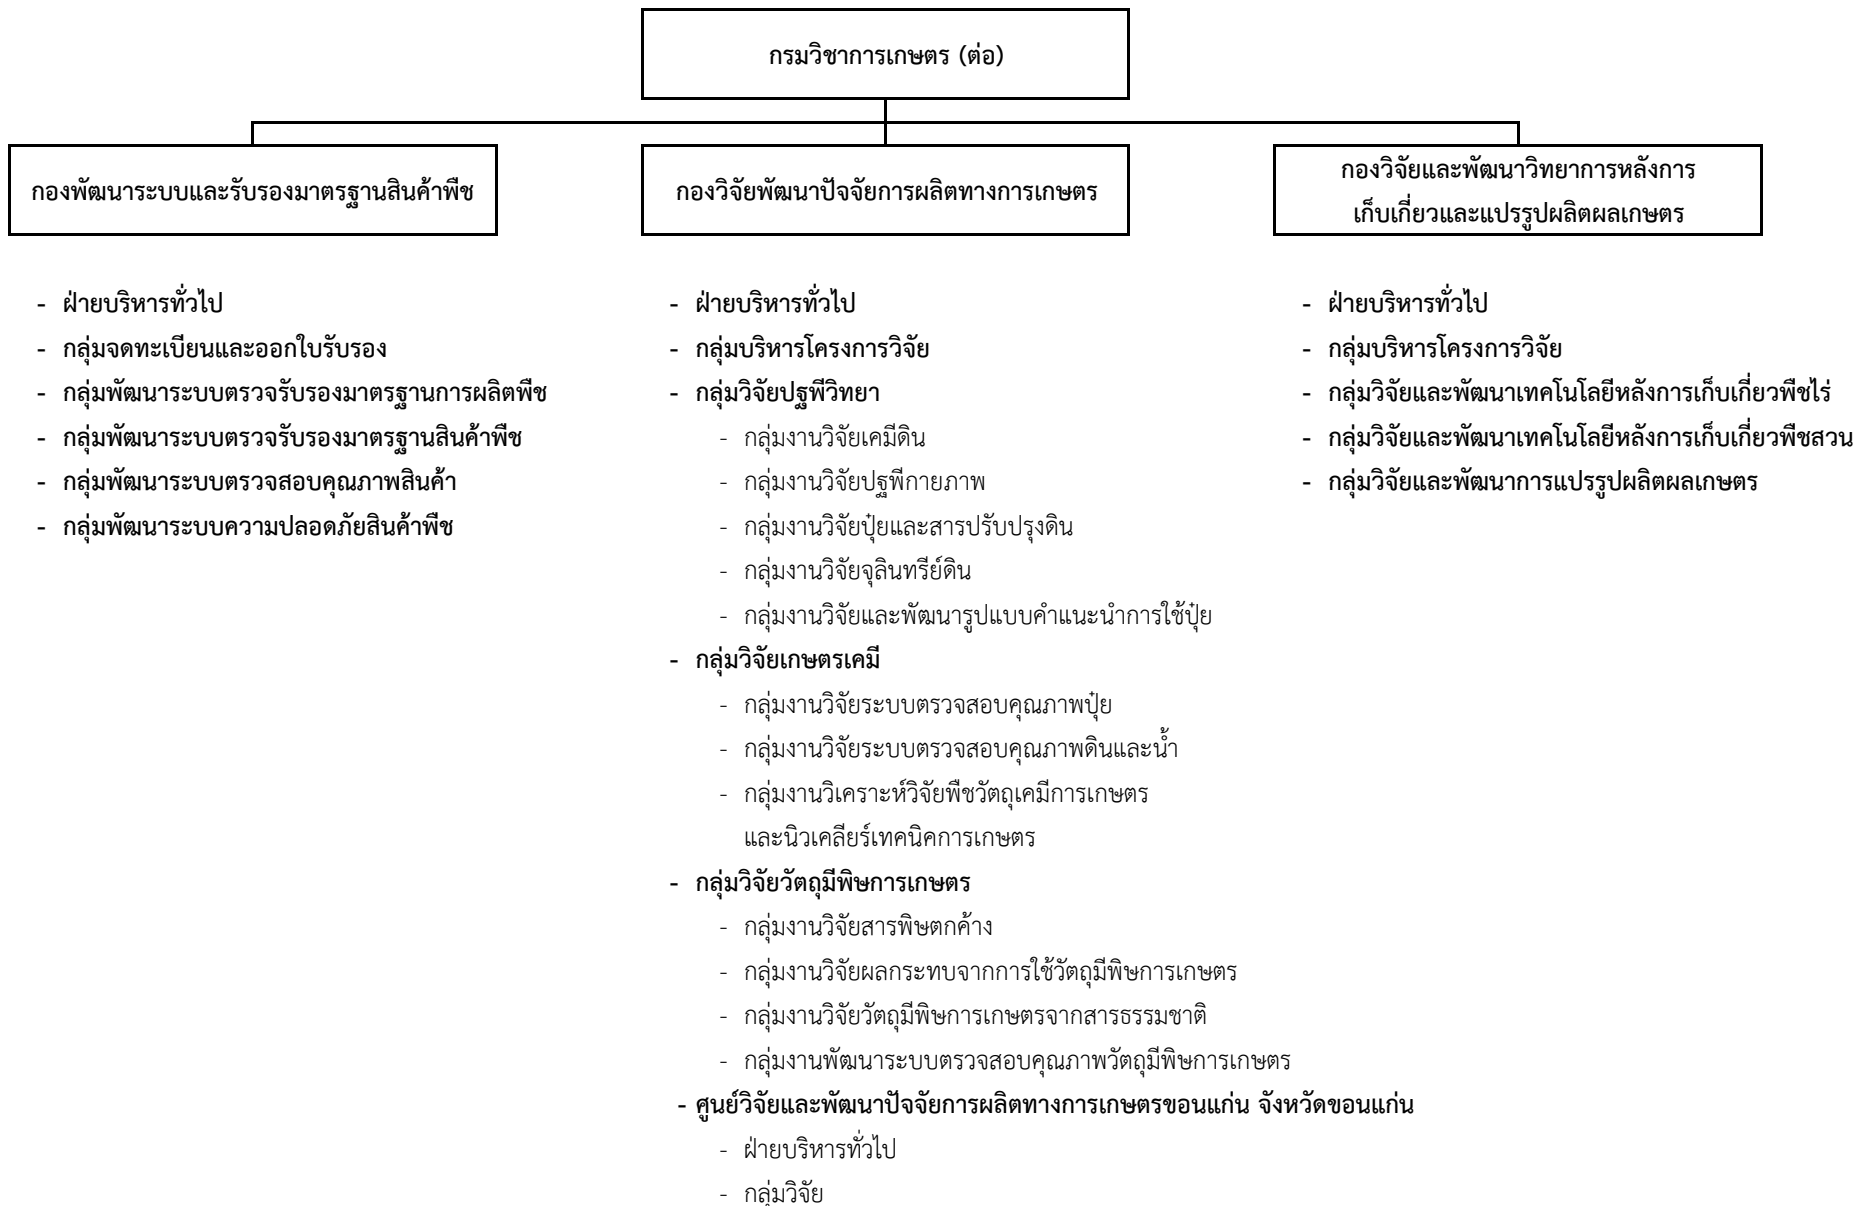 กรมวิชาการเกษตร (ต่อ)
กองพัฒนาระบบและรับรองมาตรฐานสินค้าพืช
- ฝ่ายบริหารทั่วไป
- กลุ่มจดทะเบียนและออกใบรับรอง
- กลุ่มพัฒนาระบบตรวจรับรองมาตรฐานการผลิตพืช
- กลุ่มพัฒนาระบบตรวจรับรองมาตรฐานสินค้าพืช
- กลุ่มพัฒนาระบบตรวจสอบคุณภาพสินค้า
- กลุ่มพัฒนาระบบความปลอดภัยสินค้าพืช
กองวิจัยพัฒนาปัจจัยการผลิตทางการเกษตร
- ฝ่ายบริหารทั่วไป
- กลุ่มบริหารโครงการวิจัย
- กลุ่มวิจัยปฐพีวิทยา
- กลุ่มงานวิจัยเคมีดิน
- กลุ่มงานวิจัยปฐพีกายภาพ
- กลุ่มงานวิจัยปุ๋ยและสารปรับปรุงดิน
- กลุ่มงานวิจัยจุลินทรีย์ดิน
- กลุ่มงานวิจัยและพัฒนารูปแบบคำแนะนำการใช้ปุ๋ย
- กลุ่มวิจัยเกษตรเคมี
- กลุ่มงานวิจัยระบบตรวจสอบคุณภาพปุ๋ย
- กลุ่มงานวิจัยระบบตรวจสอบคุณภาพดินและน้ำ
- กลุ่มงานวิเคราะห์วิจัยพืชวัตถุเคมีการเกษตร
และนิวเคลียร์เทคนิคการเกษตร
- กลุ่มวิจัยวัตถุมีพิษการเกษตร
- กลุ่มงานวิจัยสารพิษตกค้าง
- กลุ่มงานวิจัยผลกระทบจากการใช้วัตถุมีพิษการเกษตร
- กลุ่มงานวิจัยวัตถุมีพิษการเกษตรจากสารธรรมชาติ
- กลุ่มงานพัฒนาระบบตรวจสอบคุณภาพวัตถุมีพิษการเกษตร
- ศูนย์วิจัยและพัฒนาปัจจัยการผลิตทางการเกษตรขอนแก่น จังหวัดขอนแก่น
- ฝ่ายบริหารทั่วไป
- กลุ่มวิจัย
กองวิจัยและพัฒนาวิทยาการหลังการ
เก็บเกี่ยวและแปรรูปผลิตผลเกษตร
- ฝ่ายบริหารทั่วไป
- กลุ่มบริหารโครงการวิจัย
- กลุ่มวิจัยและพัฒนาเทคโนโลยีหลังการเก็บเกี่ยวพืชไร่
- กลุ่มวิจัยและพัฒนาเทคโนโลยีหลังการเก็บเกี่ยวพืชสวน
- กลุ่มวิจัยและพัฒนาการแปรรูปผลิตผลเกษตร